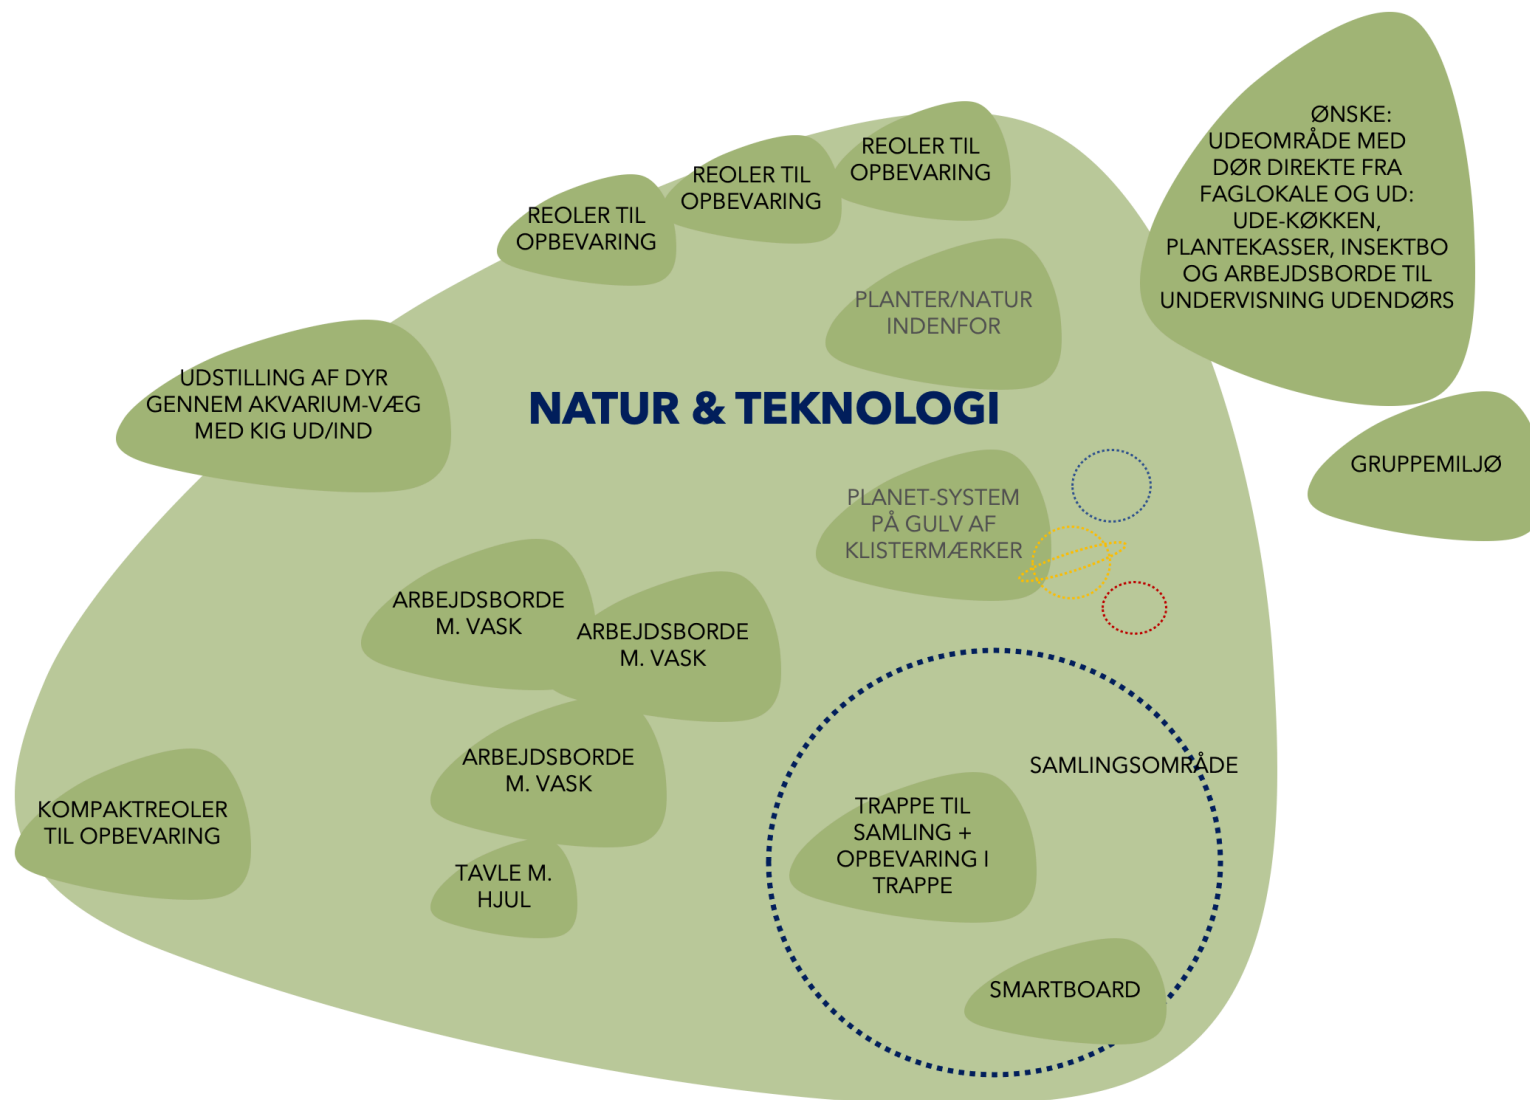 ØNSKE:
UDEOMRÅDE MED
DØR DIREKTE FRA
FAGLOKALE OG UD:
UDE-KØKKEN,
PLANTEKASSER, INSEKTBO
OG ARBEJDSBORDE TIL
UNDERVISNING UDENDØRS
REOLER TIL
OPBEVARING
REOLER TIL
OPBEVARING
REOLER TIL
OPBEVARING
PLANTER/NATUR
INDENFOR
UDSTILLING AF DYR
GENNEM AKVARIUM-VÆG
MED KIG UD/IND
NATUR & TEKNOLOGI
GRUPPEMILJØ
PLANET-SYSTEM
PÅ GULV AF
KLISTERMÆRKER
ARBEJDSBORDE
M. VASK
ARBEJDSBORDE
M. VASK
ARBEJDSBORDE
M. VASK
SAMLINGSOMRÅDE
KOMPAKTREOLER
TIL OPBEVARING
TRAPPE TIL
SAMLING +
OPBEVARING I
TRAPPE
TAVLE M.
HJUL
SMARTBOARD